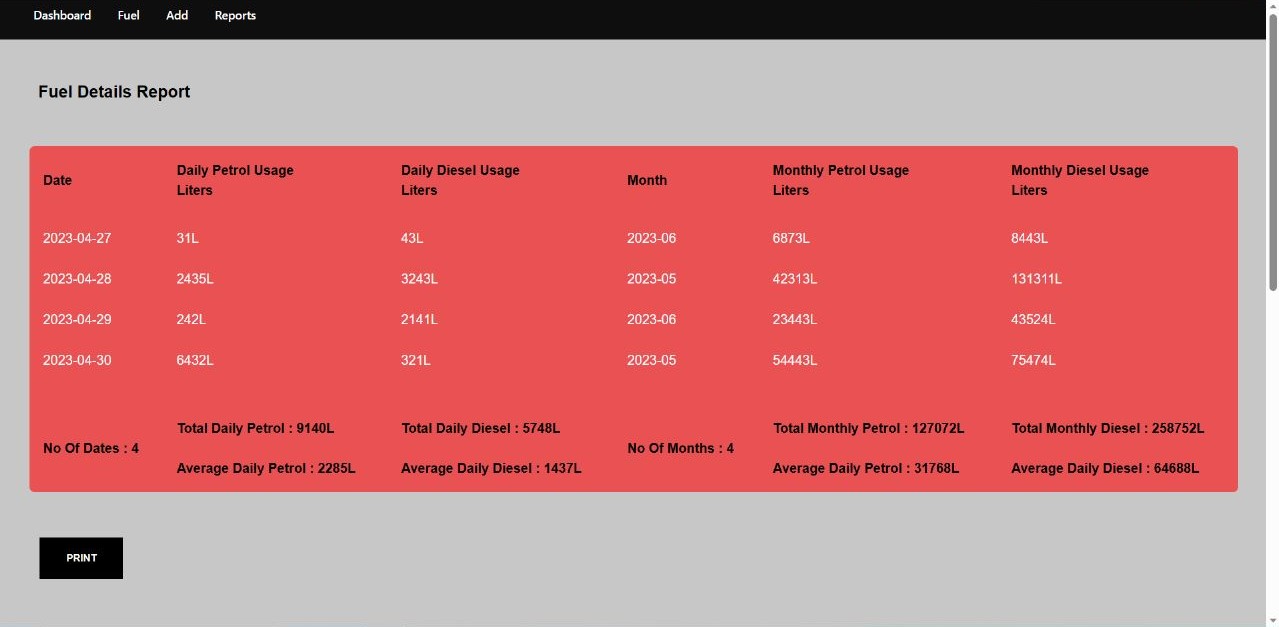 Dashboard Fuel Add Reports
Fuel Details Report
Date Daily Petrol Usage Liters Daily Diesel Usage Liters Month Monthly Petrol Usage Liters Monthly Diesel Usage Liters
2023-04-27 31L 43L 2023-06 6873L 8443L
2023-04-28 2435L 3243L 2023-05 42313L 131311L
2023-04-29 242L 2141L 2023-06 23443L 43524L
2023-04-30 6432L 321L 2023-05 54443L 75474L
Total Daily Petrol : 9140L Total Daily Diesel : 5748L Total Monthly Petrol : 127072L Total Monthly Diesel : 258752L
No Of Dates : 4 No Of Months : 4
Average Daily Petrol : 2285L Average Daily Diesel : 1437L Average Daily Petrol : 31768L Average Daily Diesel : 64688L
PRINT